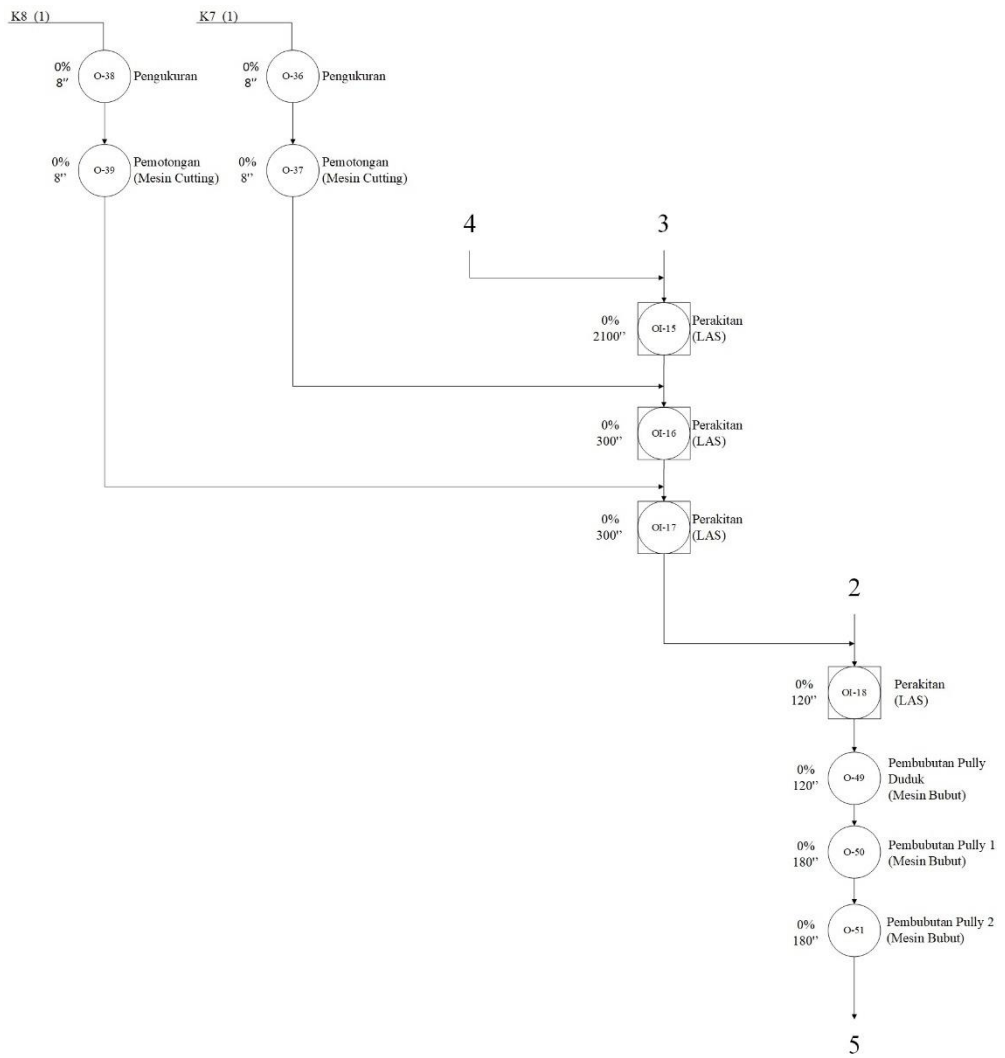 K8 (1)
K7 (1)
0%
8”
O-38
Pengukuran
0%
8”
O-36
Pengukuran
0%
8”
O-39
Pemotongan
(Mesin Cutting)
0%
8”
O-37
Pemotongan
(Mesin Cutting)
4
3
0%
2100”
OI-15
Perakitan
(LAS)
0%
300”
OI-16
Perakitan
(LAS)
0%
300”
OI-17
Perakitan
(LAS)
2
0%
120”
OI-18
Perakitan
(LAS)
0%
120”
O-49
Pembubutan Pully
Duduk
(Mesin Bubut)
0%
180”
O-50
Pembubutan Pully 1
(Mesin Bubut)
0%
180”
O-51
Pembubutan Pully 2
(Mesin Bubut)
5